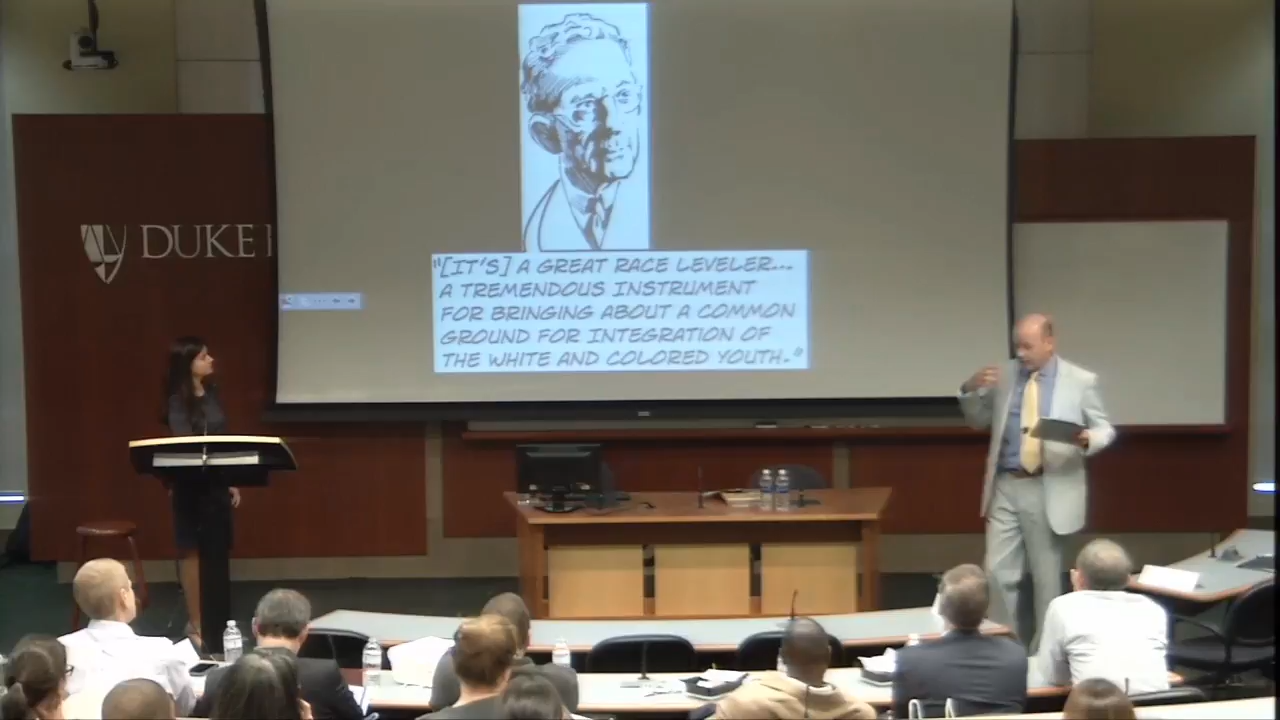 DUKE
"[IT'S] A GREAT RACE LEVELER...
A TREMENDOUS INSTRUMENT
FOR BRINGING ABOUT A COMMON
GROUND FOR INTEGRATION OF
THE WHITE AND COLORED YOUTH."